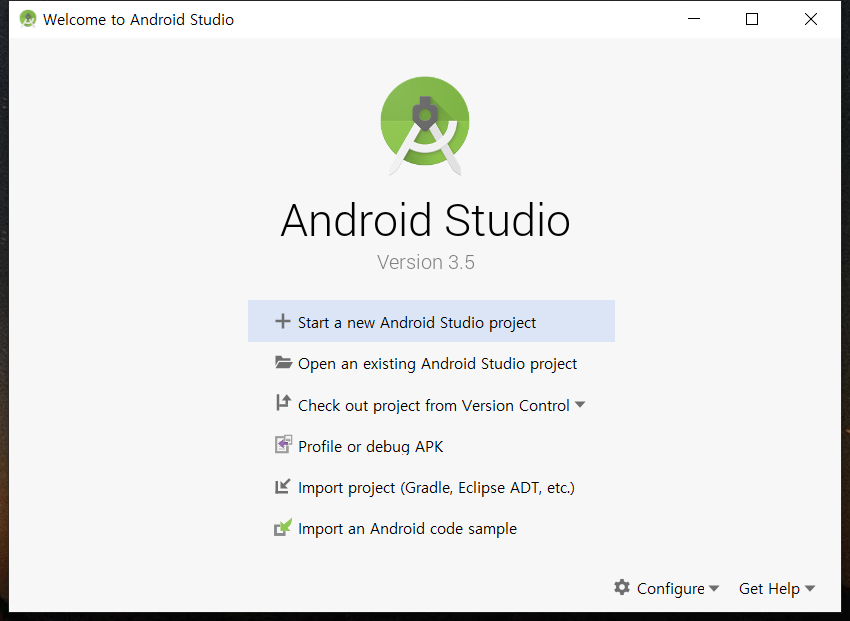 Welcome to Android Studio
Android Studio
Version 3.5
Start a new Android Studio project
Open an existing Android Studio project
Check out project from Version Control
Profile or debug APK
Import project (Gradle, Eclipse ADT, etc.)
Import an Android code sample
Configure Get Help